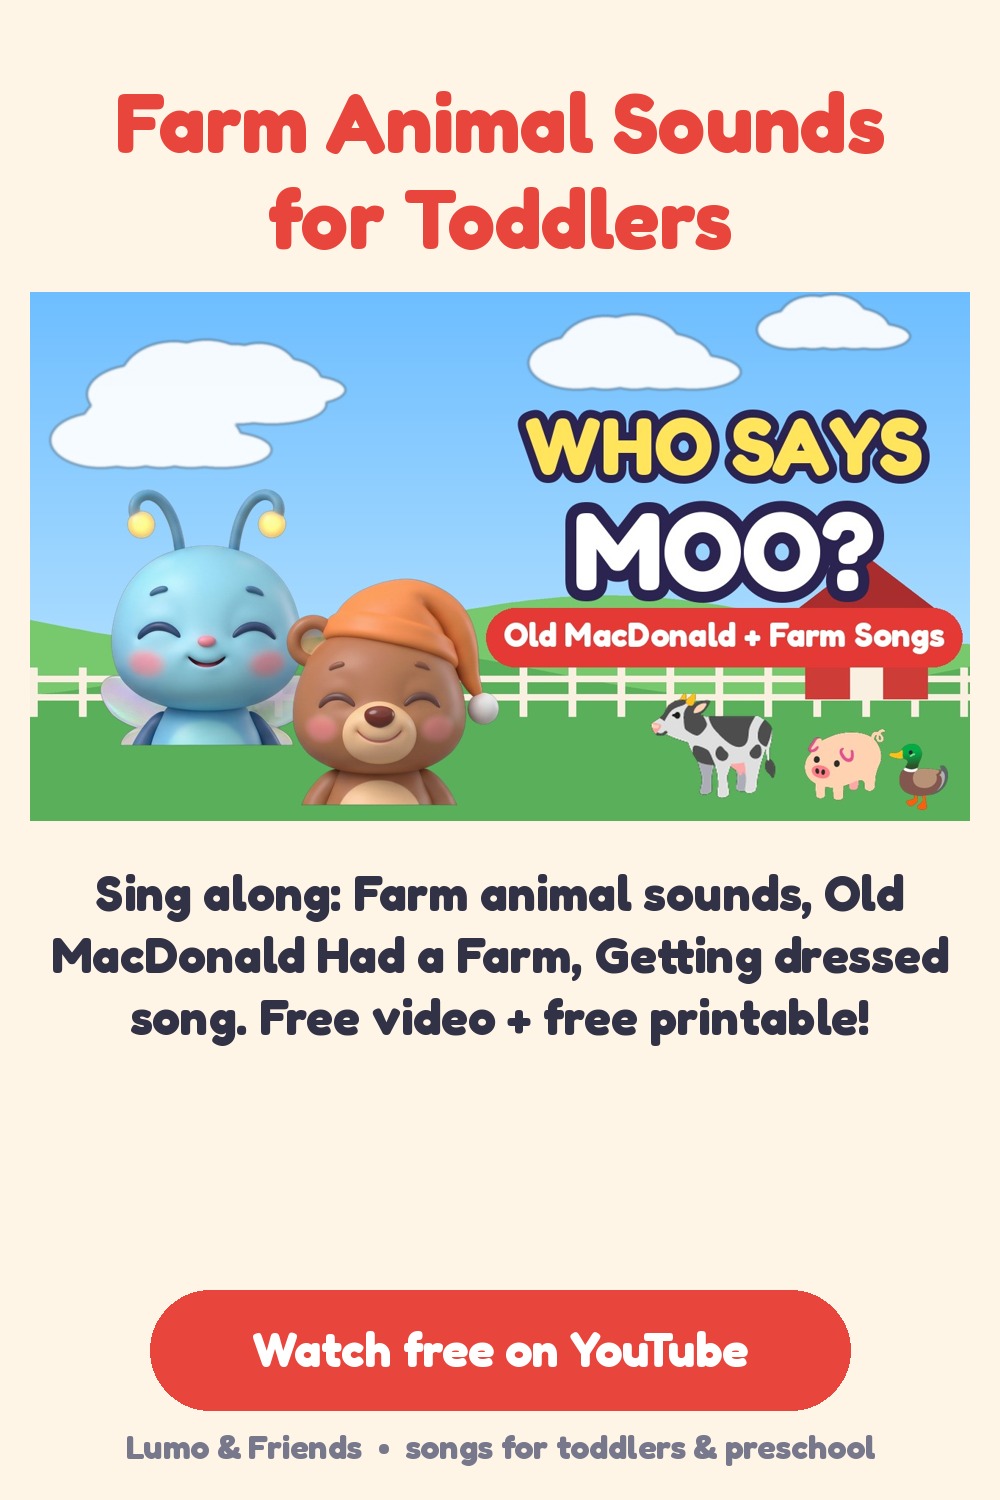 Farm Animal Sounds
for Toddlers
WHO SAYS
MOO?
Old MacDonald + Farm Songs
Sing along: Farm animal sounds, Old
MacDonald Had a Farm, Getting dressed
song. Free video + free printable!
Watch free on YouTube
Lumo & Friends • songs for toddlers & preschool